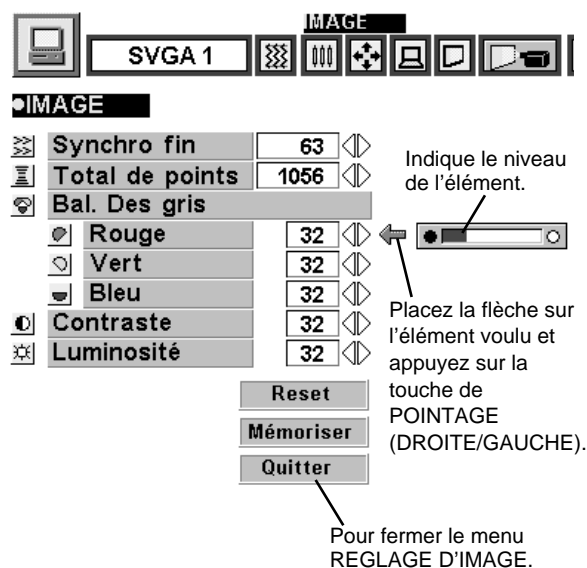 IMAGE
SVGA 1
●IMAGE
Synchro fin 63
Total de points 1056
Bal. Des gris
Rouge 32
Vert 32
Bleu 32
Contraste 32
Luminosité 32
Reset
Mémoriser
Quitter
Indique le niveau
de l'élément.
Placez la flèche sur
l'élément voulu et
appuyez sur la
touche de
POINTAGE
(DROITE/GAUCHE).
Pour fermer le menu
REGLAGE D'IMAGE.